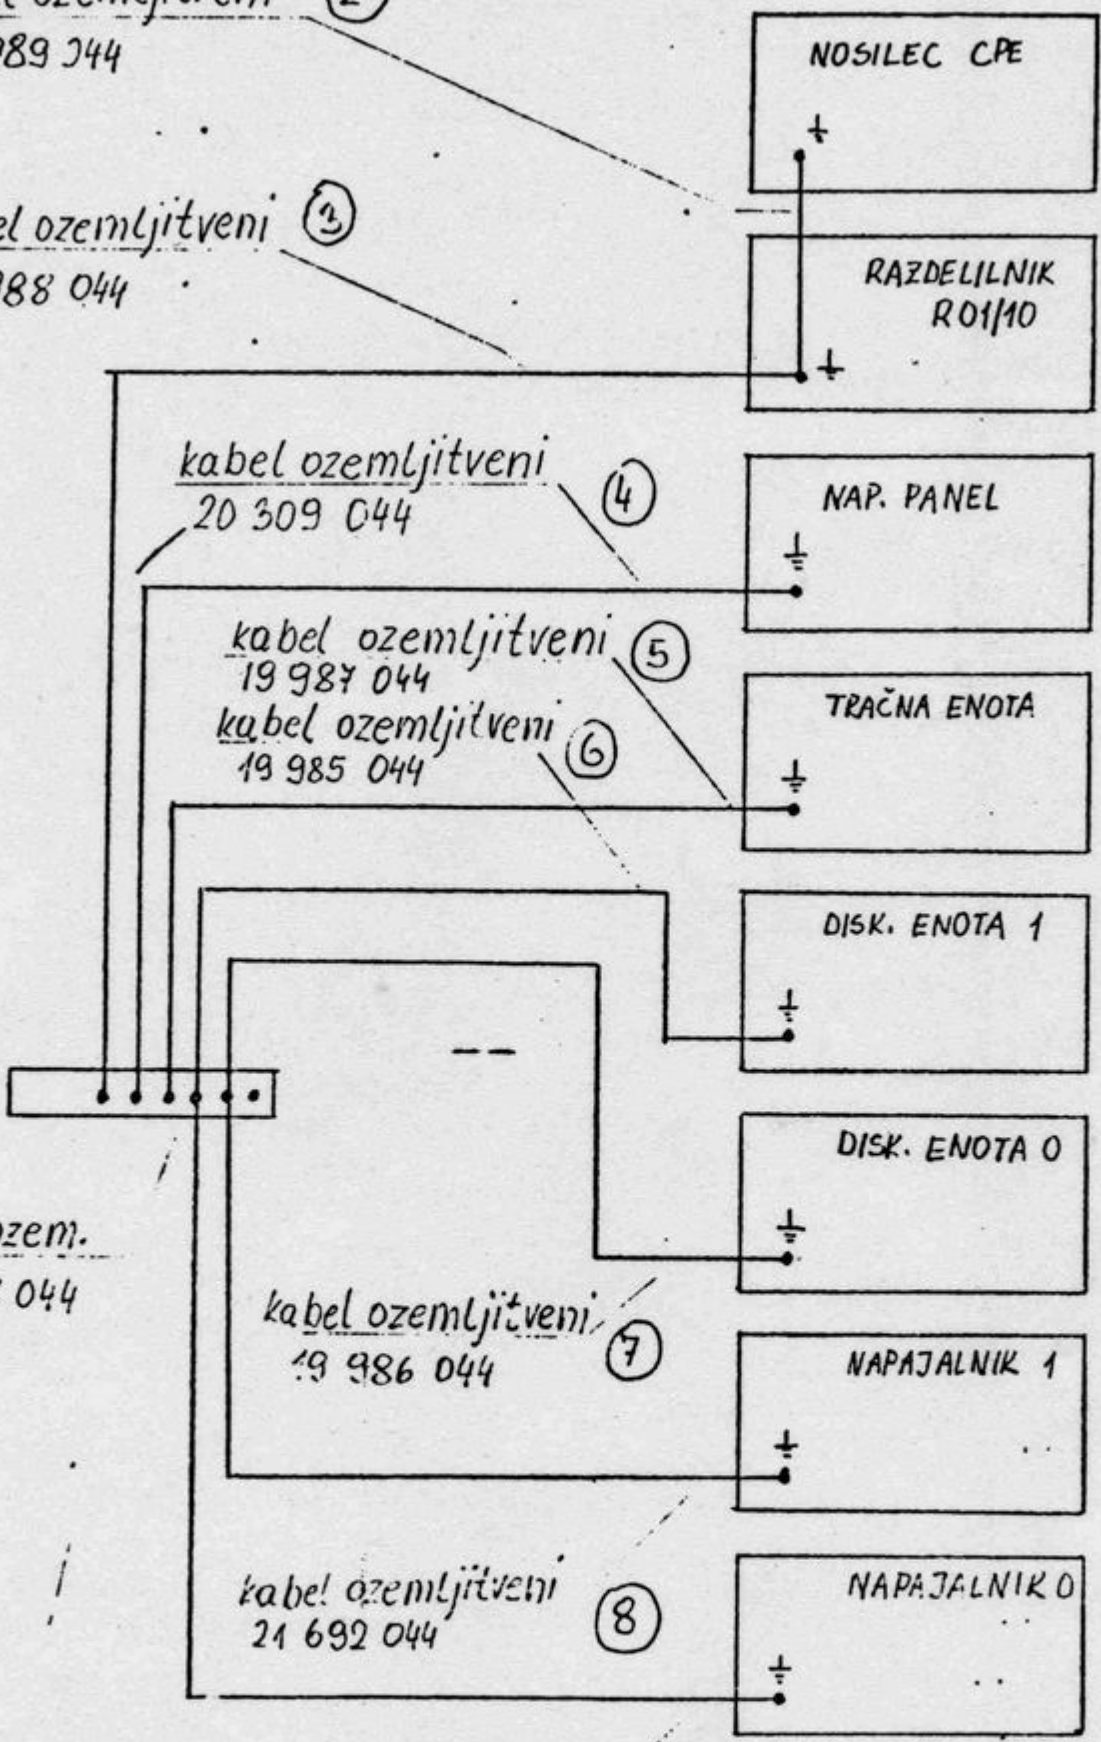 ozemljitveni 2
989 044
NOSILEC CPE
ozemljitveni 3
988 044
RAZDELILNIK
R01/10
kabel ozemljitveni 4
20 309 044
NAP. PANEL
kabel ozemljitveni 5
19 987 044
kabel ozemljitveni 6
19 985 044
TRAČNA ENOTA
DISK. ENOTA 1
DISK. ENOTA 0
ozem.
044
kabel ozemljitveni 7
19 986 044
NAPAJALNIK 1
kabel ozemljitveni 8
21 692 044
NAPAJALNIK 0